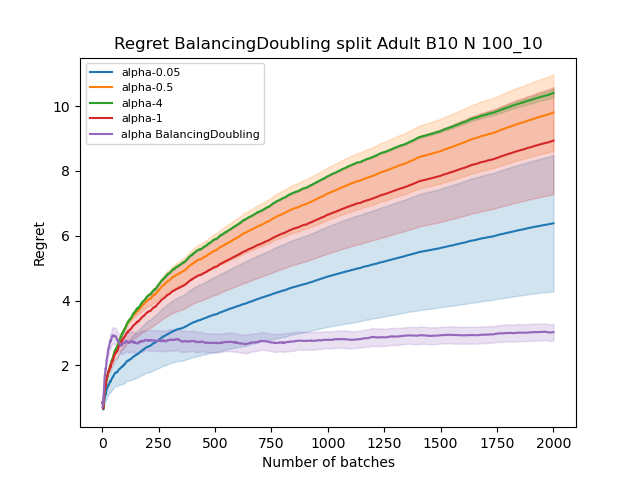 Regret BalancingDoubling split Adult B10 N 100_10
alpha-0.05
alpha-0.5
alpha-4
alpha-1
alpha BalancingDoubling
10
8
6
4
2
Regret
0 250 500 750 1000 1250 1500 1750 2000
Number of batches